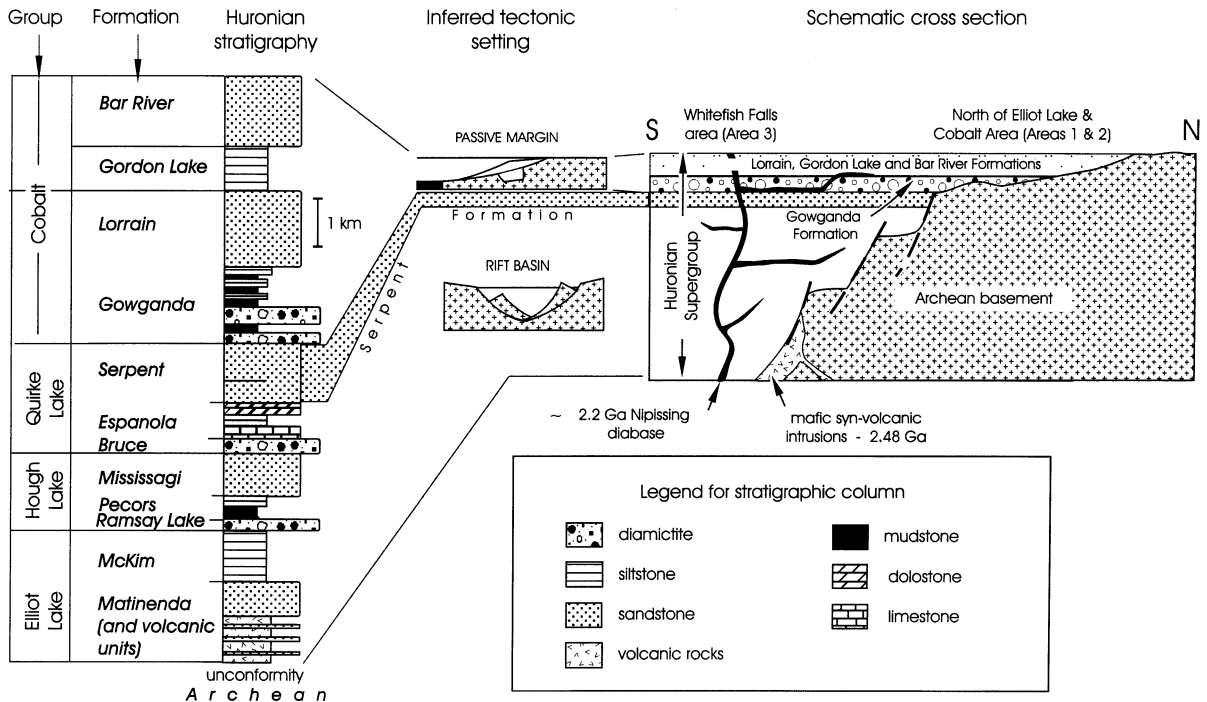 Group
Formation
Huronian
stratigraphy
Inferred tectonic
setting
Schematic cross section
Cobalt
Quirke
Lake
Hough
Lake
Elliot
Lake
Bar River
Gordon Lake
Lorrain
Gowganda
Serpent
Espanola
Bruce
Mississagi
Pecors
Ramsay Lake
McKim
Matinenda
(and volcanic
units)
1 km
unconformity
Archean
PASSIVE MARGIN
Serpent
Formation
RIFT BASIN
S
Whitefish Falls
area (Area 3)
North of Elliot Lake &
Cobalt Area (Areas 1 & 2)
N
Lorrain, Gordon Lake and Bar River Formations
Gowganda
Formation
Huronian
Supergroup
Archean basement
~ 2.2 Ga Nipissing
diabase
mafic syn-volcanic
intrusions - 2.48 Ga
Legend for stratigraphic column
diamictite
siltstone
sandstone
volcanic rocks
mudstone
dolostone
limestone